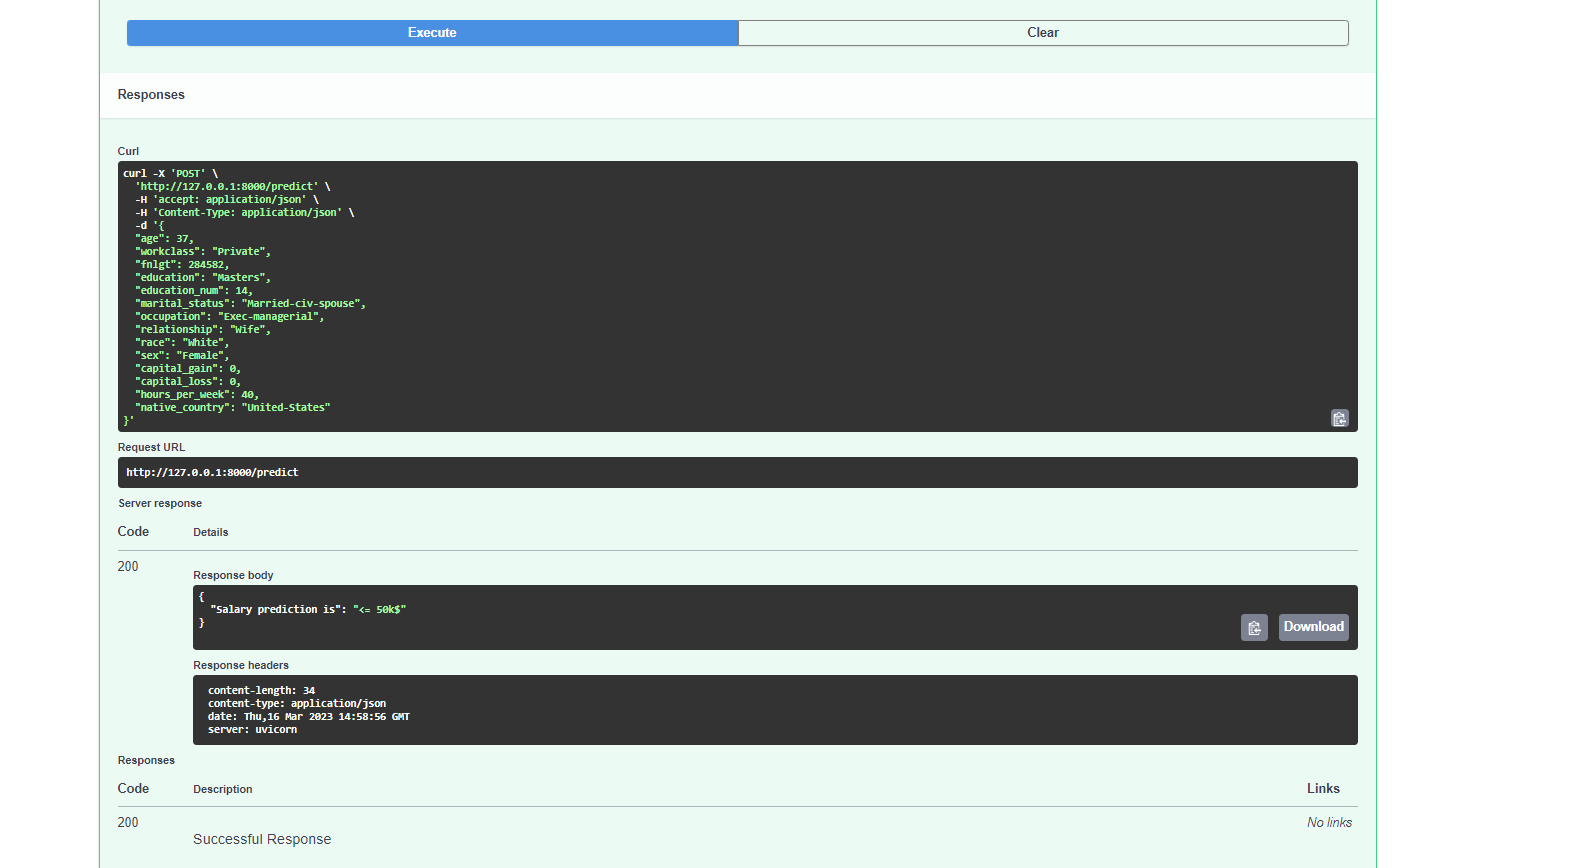 Execute
Clear
Responses
Curl
curl -X 'POST' \
'http://127.0.0.1:8000/predict' \
-H 'accept: application/json' \
-H 'Content-Type: application/json' \
-d '{
"age": 37,
"workclass": "Private",
"fnlgt": 284582,
"education": "Masters",
"education_num": 14,
"marital_status": "Married-civ-spouse",
"occupation": "Exec-managerial",
"relationship": "Wife",
"race": "White",
"sex": "Female",
"capital_gain": 0,
"capital_loss": 0,
"hours_per_week": 40,
"native_country": "United-States"
}'
Request URL
http://127.0.0.1:8000/predict
Server response
Code Details
200
Response body
{
"Salary prediction is": "<= 50k$"
}
Download
Response headers
content-length: 34
content-type: application/json
date: Thu,16 Mar 2023 14:58:56 GMT
server: uvicorn
Responses
Code Description Links
200 No links
Successful Response